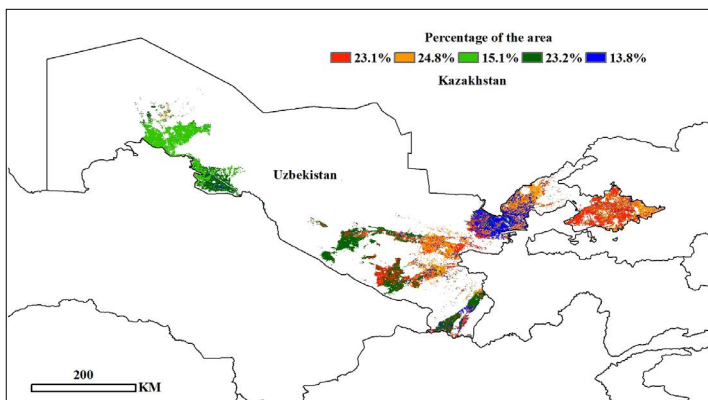 Percentage of the area
23.1% 24.8% 15.1% 23.2% 13.8%
Kazakhstan
Uzbekistan
200
KM